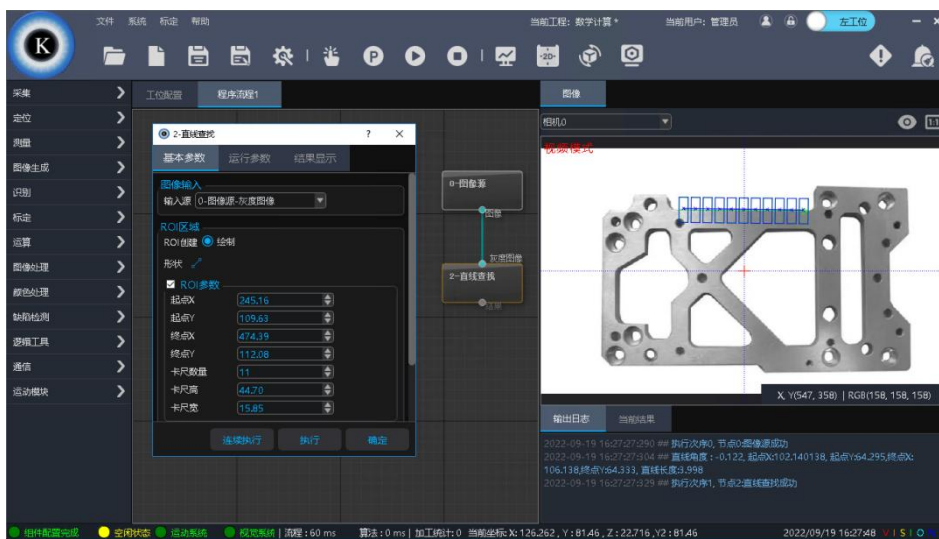 文件 系统 标定 帮助
当前工程: 数学计算* 当前用户: 管理员 左工位
K
P
-2D-
采集
定位
测量
图像生成
识别
标定
运算
图像处理
颜色处理
缺陷检测
逻辑工具
通信
运动模块
工位配置 程序流程1
2-直线查找 ? ×
基本参数 运行参数 结果显示
图像输入
输入源 0-图像源-灰度图像
ROI区域
ROI创建 绘制
形状
ROI参数
起点X 245.16
起点Y 109.63
终点X 474.39
终点Y 112.08
卡尺数量 11
卡尺高 44.70
卡尺宽 15.85
连续执行 执行 确定
0-图像源
图像
灰度图像
2-直线查找
结果
图像
相机0
1:1
视频模式
X, Y(547, 358) | RGB(158, 158, 158)
输出日志 当前结果
2022-09-19 16:27:27:290 ## 执行次序0, 节点0:图像源成功
2022-09-19 16:27:27:304 ## 直线角度 : -0.122, 起点X:102.140138, 起点Y:64.295,终点X:
106.138,终点Y:64.333, 直线长度:3.998
2022-09-19 16:27:27:329 ## 执行次序1, 节点2:直线查找成功
组件配置完成 空闲状态 运动系统 视觉系统 | 流程 : 60 ms 算法 : 0 ms | 加工统计: 0 当前坐标: X: 126.262 , Y : 81.46 , Z : 22.716 ,Y2 : 81.46 2022/09/19 16:27:48 V I S I O